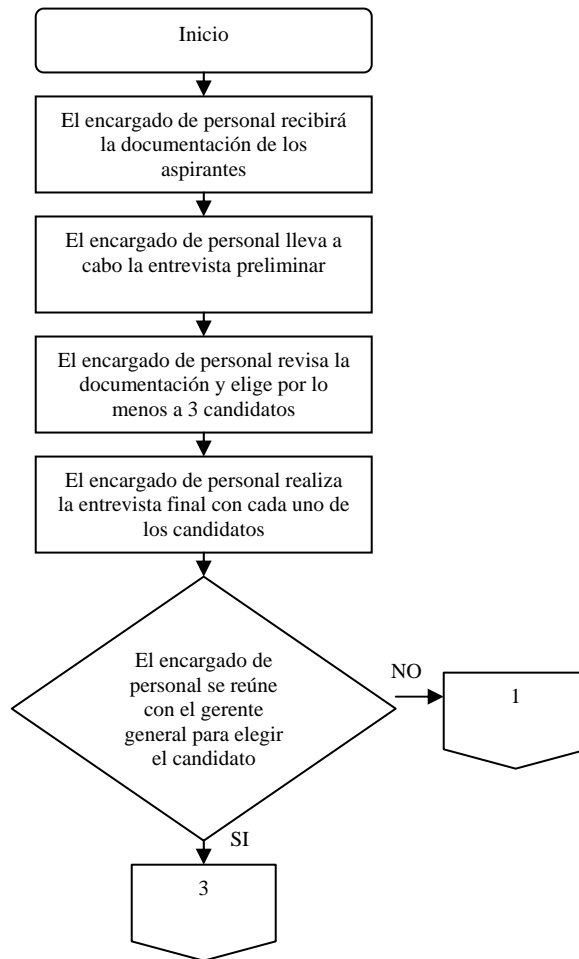 Inicio
El encargado de personal recibirá
la documentación de los
aspirantes
El encargado de personal lleva a
cabo la entrevista preliminar
El encargado de personal revisa la
documentación y elige por lo
menos a 3 candidatos
El encargado de personal realiza
la entrevista final con cada uno de
los candidatos
El encargado de
personal se reúne
con el gerente
general para elegir
el candidato
NO
1
SI
3